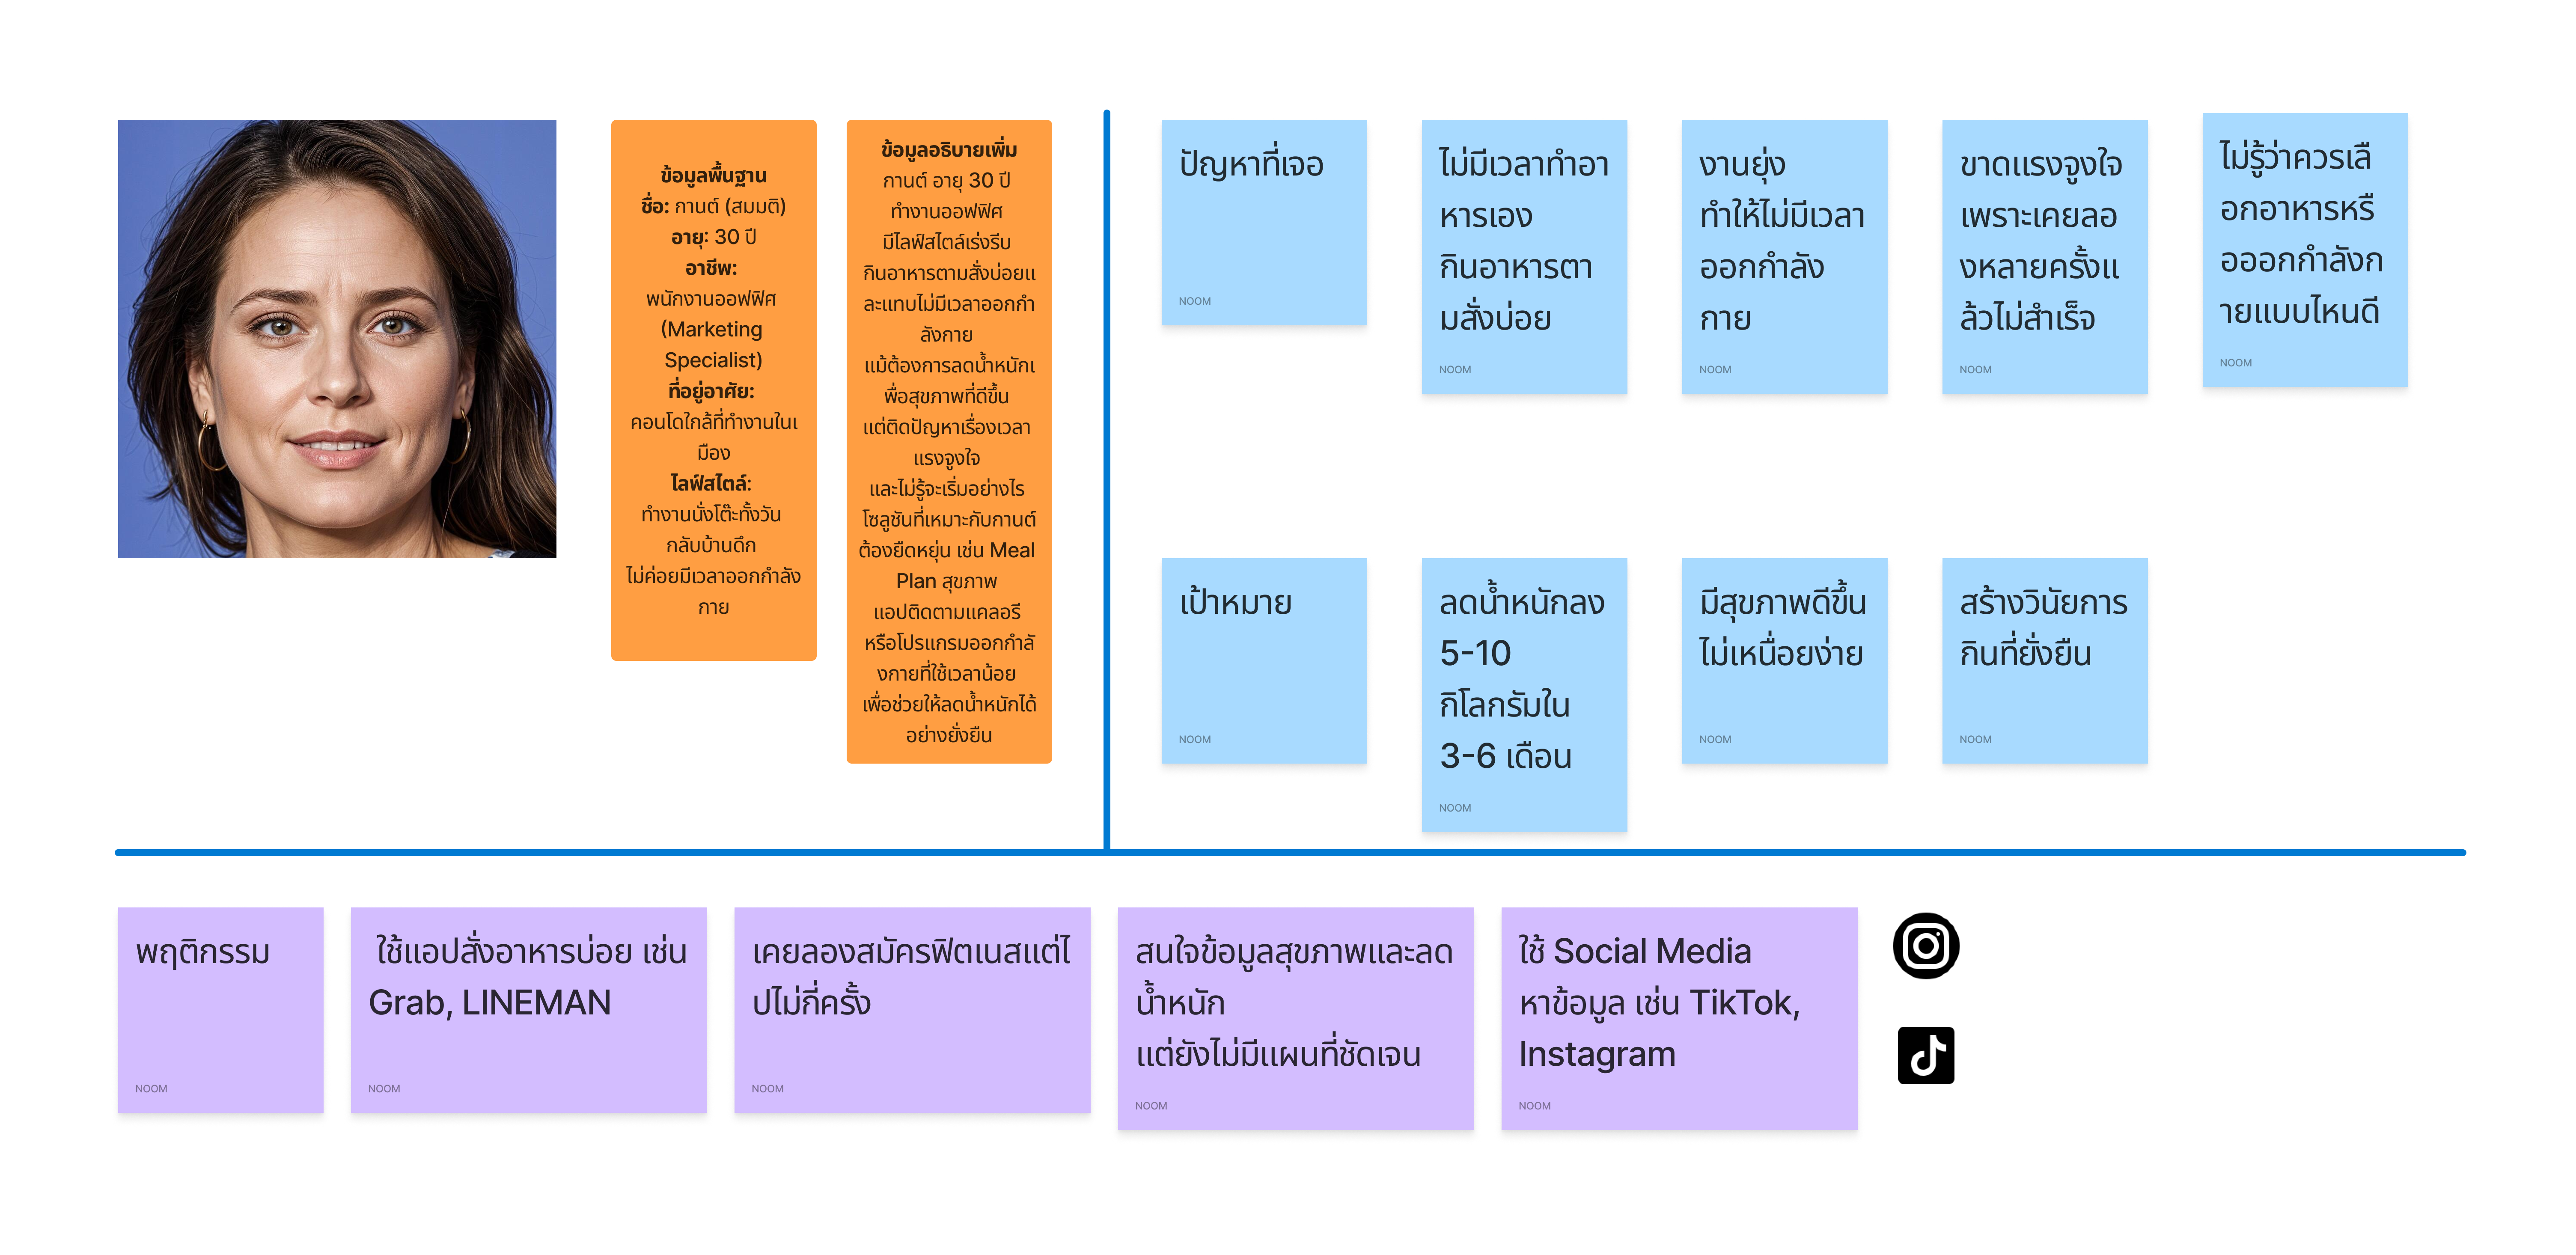 ข้อมูลพื้นฐาน
ชื่อ: กานต์ (สมมติ)
อายุ: 30 ปี
อาชีพ:
พนักงานออฟฟิศ
(Marketing
Specialist)
ที่อยู่อาศัย:
คอนโดใกล้ที่ทำงานในเ
มือง
ไลฟ์สไตล์:
ทำงานนั่งโต๊ะทั้งวัน
กลับบ้านดึก
ไม่ค่อยมีเวลาออกกำลัง
กาย
ข้อมูลอธิบายเพิ่ม
กานต์ อายุ 30 ปี
ทำงานออฟฟิศ
มีไลฟ์สไตล์เร่งรีบ
กินอาหารตามสั่งบ่อยแ
ละแทบไม่มีเวลาออกกำ
ลังกาย
แม้ต้องการลดน้ำหนักเ
พื่อสุขภาพที่ดีขึ้น
แต่ติดปัญหาเรื่องเวลา
แรงจูงใจ
และไม่รู้จะเริ่มอย่างไร
โซลูชันที่เหมาะกับกานต์
ต้องยืดหยุ่น เช่น Meal
Plan สุขภาพ
แอปติดตามแคลอรี
หรือโปรแกรมออกกำลั
งกายที่ใช้เวลาน้อย
เพื่อช่วยให้ลดน้ำหนักได้
อย่างยั่งยืน
ปัญหาที่เจอ
NOOM
ไม่มีเวลาทำอา
หารเอง
กินอาหารตา
มสั่งบ่อย
NOOM
งานยุ่ง
ทำให้ไม่มีเวลา
ออกกำลัง
กาย
NOOM
ขาดแรงจูงใจ
เพราะเคยลอ
งหลายครั้งแ
ล้วไม่สำเร็จ
NOOM
ไม่รู้ว่าควรเลื
อกอาหารหรื
อออกกำลังก
ายแบบไหนดี
NOOM
เป้าหมาย
NOOM
ลดน้ำหนักลง
5-10
กิโลกรัมใน
3-6 เดือน
NOOM
มีสุขภาพดีขึ้น
ไม่เหนื่อยง่าย
NOOM
สร้างวินัยการ
กินที่ยั่งยืน
NOOM
พฤติกรรม
NOOM
ใช้แอปสั่งอาหารบ่อย เช่น
Grab, LINEMAN
NOOM
เคยลองสมัครฟิตเนสแต่ไ
ปไม่กี่ครั้ง
NOOM
สนใจข้อมูลสุขภาพและลด
น้ำหนัก
แต่ยังไม่มีแผนที่ชัดเจน
NOOM
ใช้ Social Media
หาข้อมูล เช่น TikTok,
Instagram
NOOM